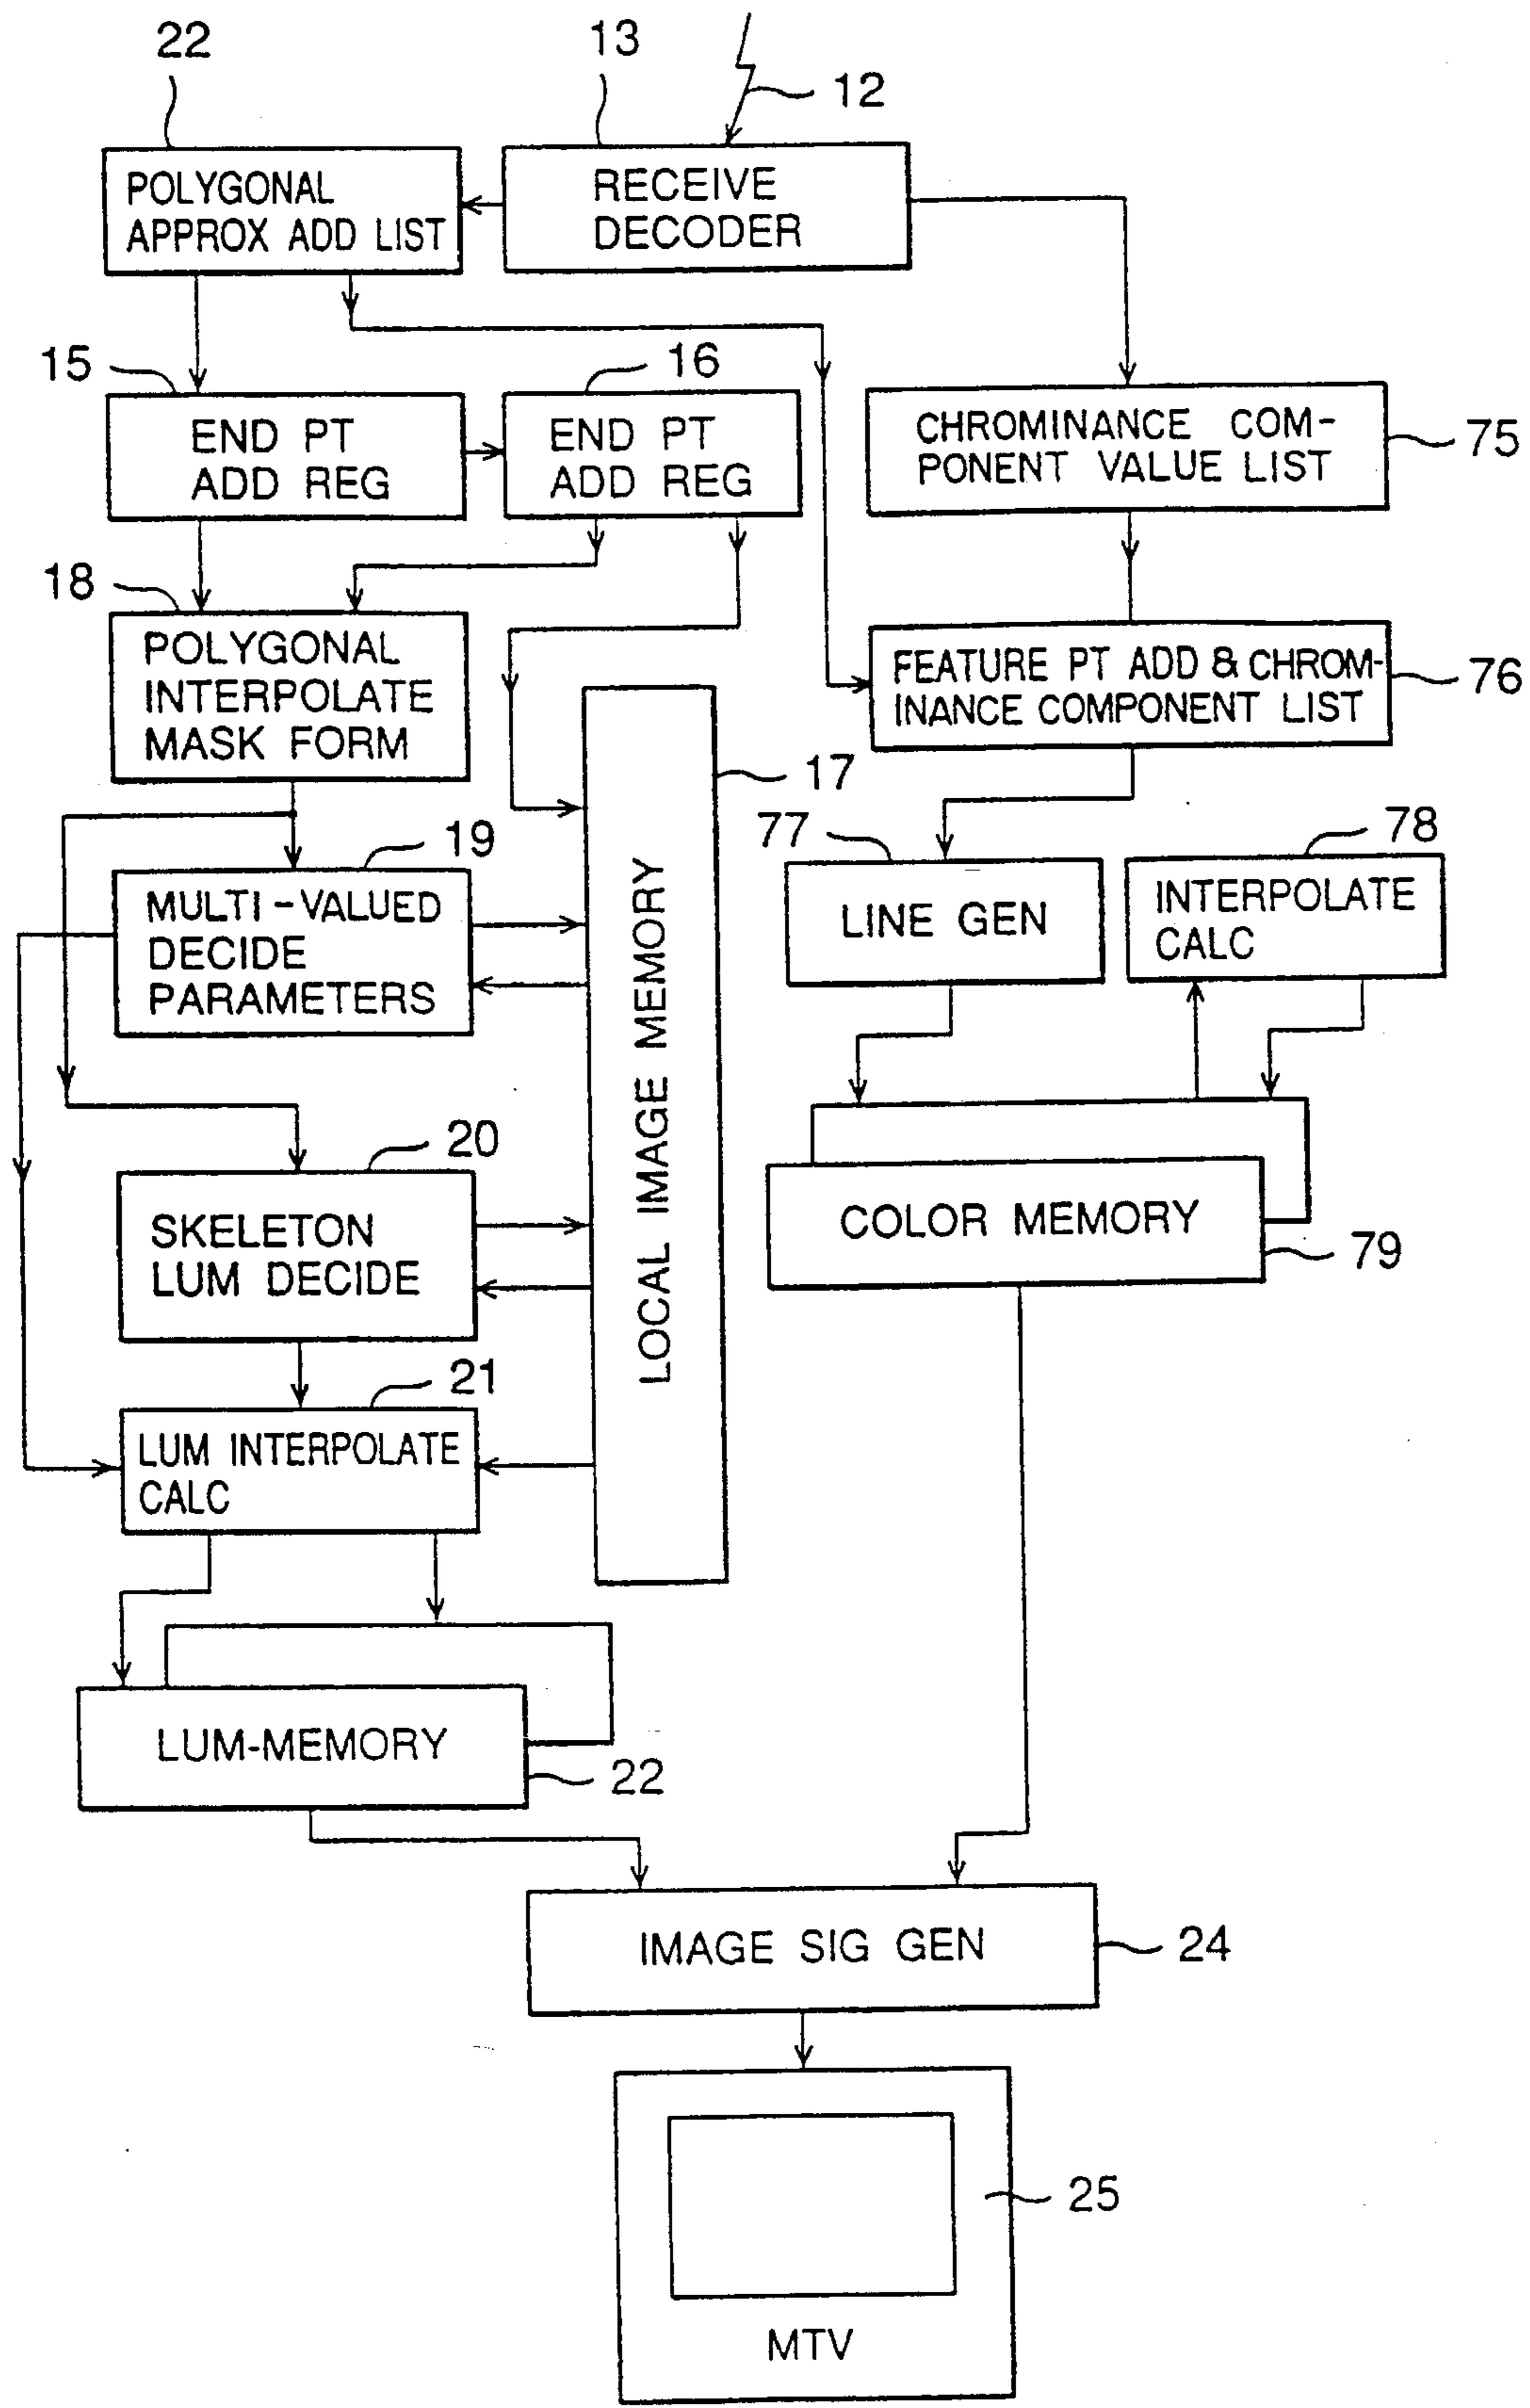 22
13
12
POLYGONAL
APPROX ADD LIST
RECEIVE
DECODER
15
END PT
ADD REG
16
END PT
ADD REG
CHROMINANCE COM-
PONENT VALUE LIST
75
18
POLYGONAL
INTERPOLATE
MASK FORM
FEATURE PT ADD & CHROM-
INANCE COMPONENT LIST
76
17
LOCAL IMAGE MEMORY
19
MULTI-VALUED
DECIDE
PARAMETERS
77
LINE GEN
78
INTERPOLATE
CALC
20
SKELETON
LUM DECIDE
COLOR MEMORY
79
21
LUM INTERPOLATE
CALC
LUM-MEMORY
22
IMAGE SIG GEN
24
25
MTV